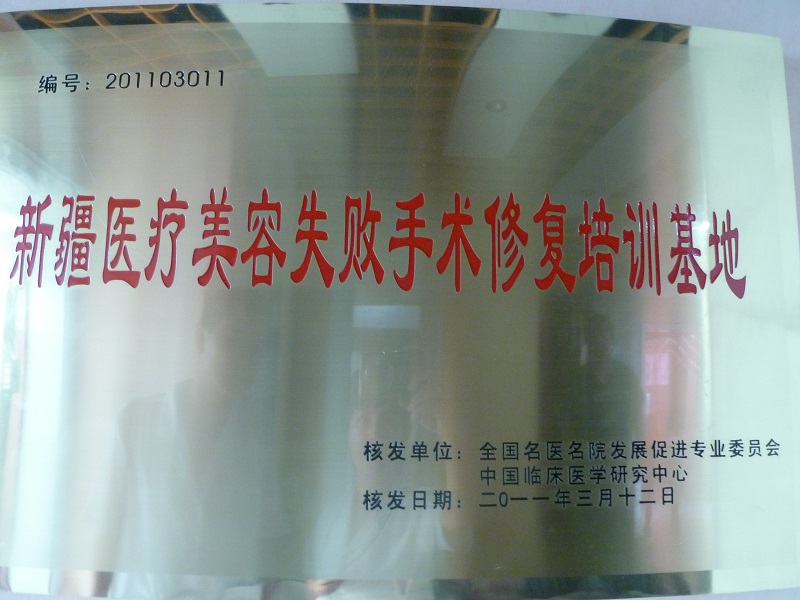 编号：201103011
新疆医疗美容失败手术修复培训基地
核发单位：全国名医名院发展促进专业委员会
中国临床医学研究中心
核发日期：二0一一年三月十二日